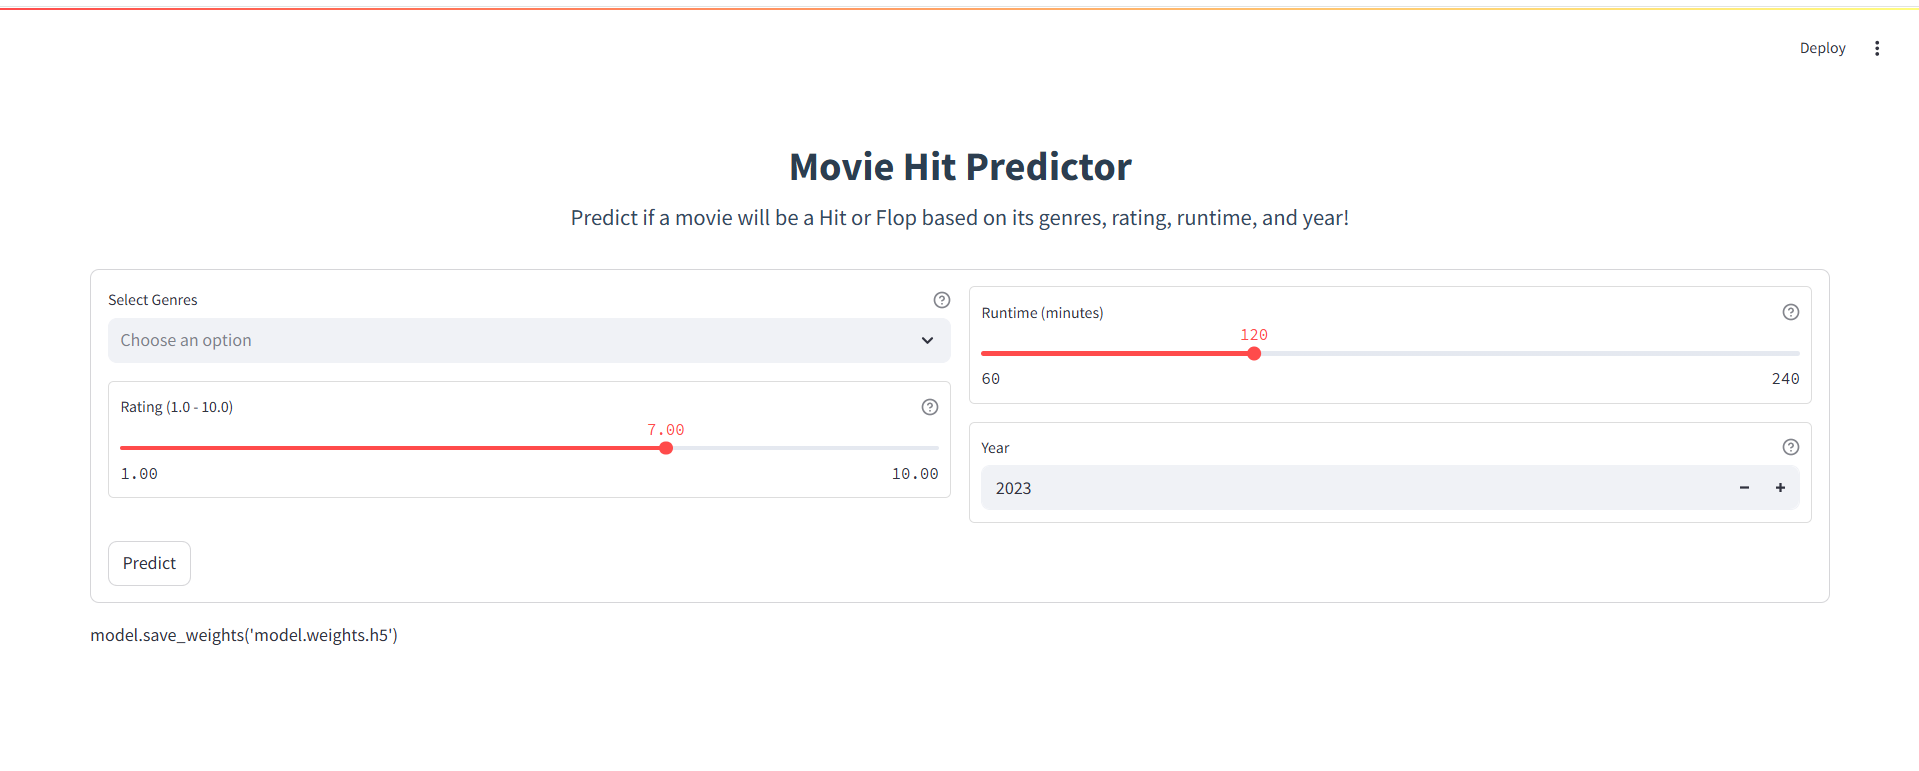 Deploy
Movie Hit Predictor
Predict if a movie will be a Hit or Flop based on its genres, rating, runtime, and year!
Select Genres
Choose an option
Rating (1.0 - 10.0)
7.00
1.00 10.00
Runtime (minutes)
120
60 240
Year
2023
Predict
model.save_weights('model.weights.h5')